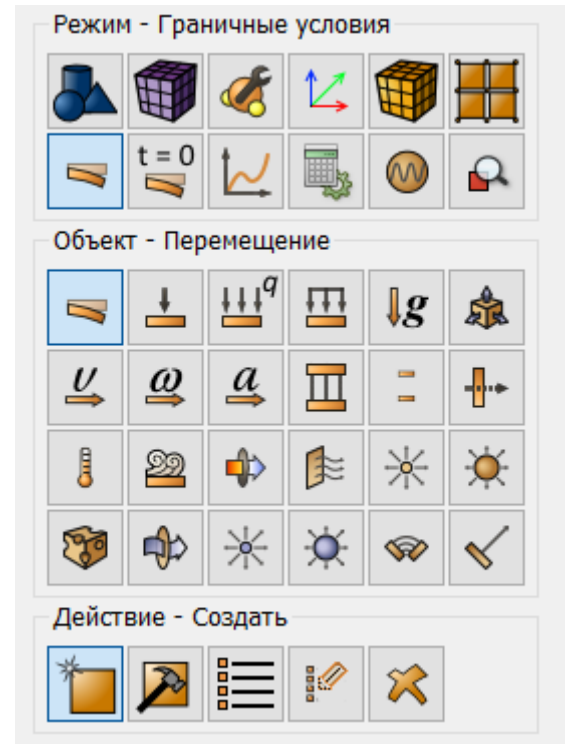 Режим - Граничные условия
t = 0
Объект - Перемещение
q
g
υ ω a
Действие - Создать